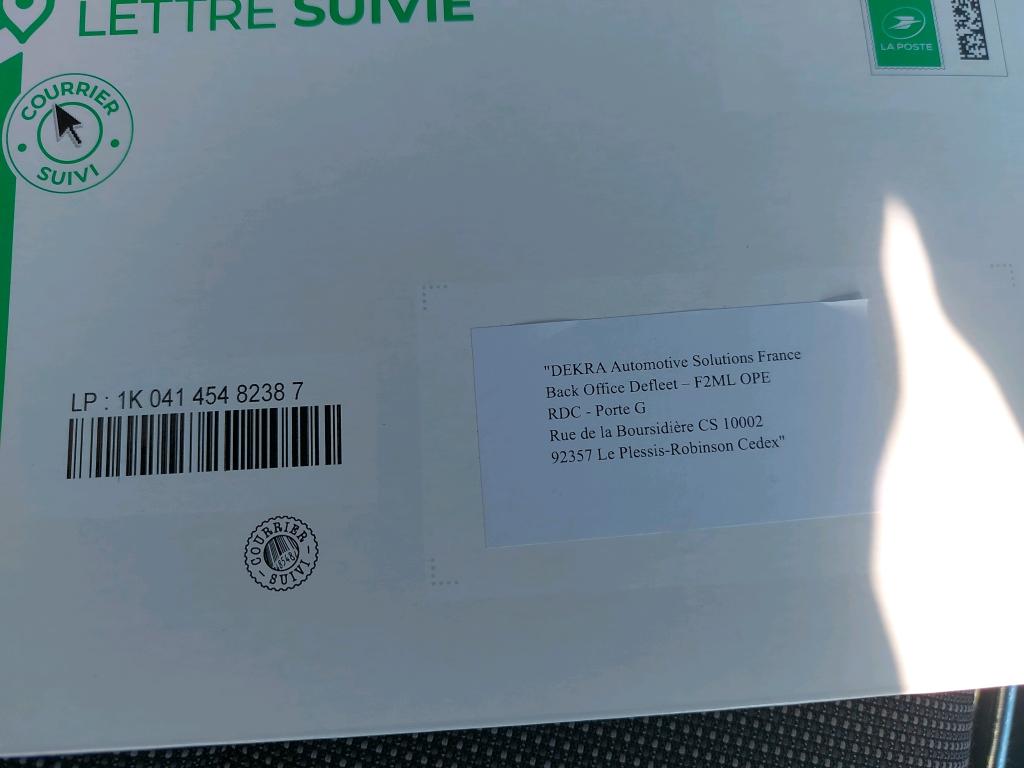 LETTRE SUIVIE
LA POSTE
COURRIER
SUIVI
LP : 1K 041 454 8238 7
"DEKRA Automotive Solutions France
Back Office Defleet – F2ML OPE
RDC - Porte G
Rue de la Boursidière CS 10002
92357 Le Plessis-Robinson Cedex"
COURRIER
- SUIVI -